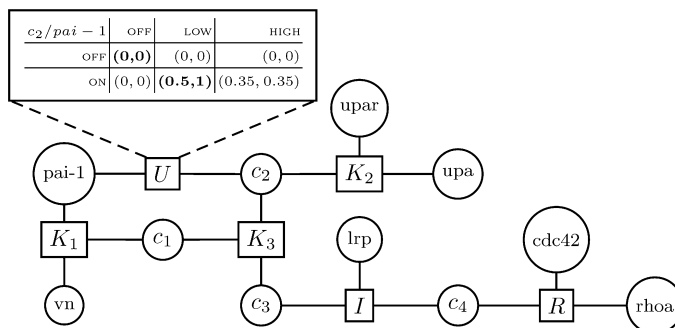 c₂/pai − 1 OFF LOW HIGH
OFF (0,0) (0, 0) (0, 0)
ON (0, 0) (0.5,1) (0.35, 0.35)
upar
pai-1 U c₂ K₂ upa
K₁ c₁ K₃ lrp cdc42
vn c₃ I c₄ R rhoa